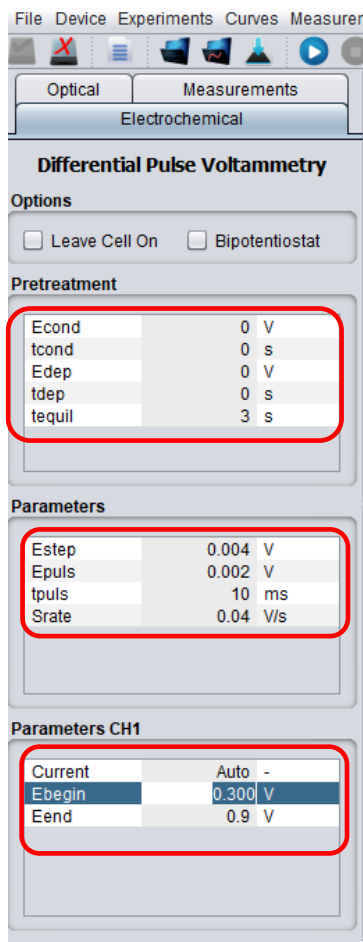 File Device Experiments Curves Measurer
Optical Measurements
Electrochemical
Differential Pulse Voltammetry
Options
Leave Cell On Bipotentiostat
Pretreatment
Econd 0 V
tcond 0 s
Edep 0 V
tdep 0 s
tequil 3 s
Parameters
Estep 0.004 V
Epuls 0.002 V
tpuls 10 ms
Srate 0.04 V/s
Parameters CH1
Current Auto -
Ebegin 0.300 V
Eend 0.9 V